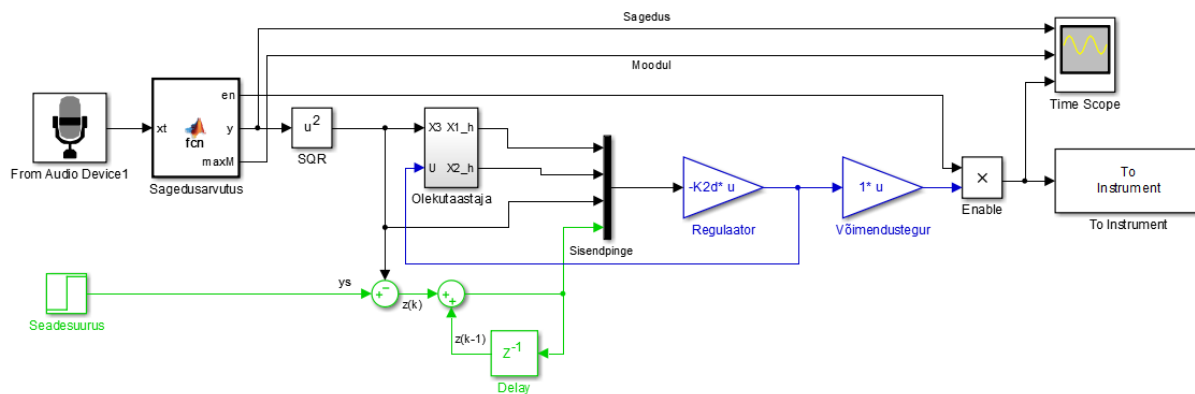 Sagedus
Moodul
Time Scope
From Audio Device1
xt
fcn
en
y
maxM
Sagedusarvutus
u²
SQR
X3
X1_h
U
X2_h
Olekutaastaja
Sisendpinge
-K2d* u
Regulaator
1* u
Võimendustegur
×
Enable
To
Instrument
To Instrument
Seadesuurus
ys
+
−
z(k)
+
+
z(k-1)
Z⁻¹
Delay